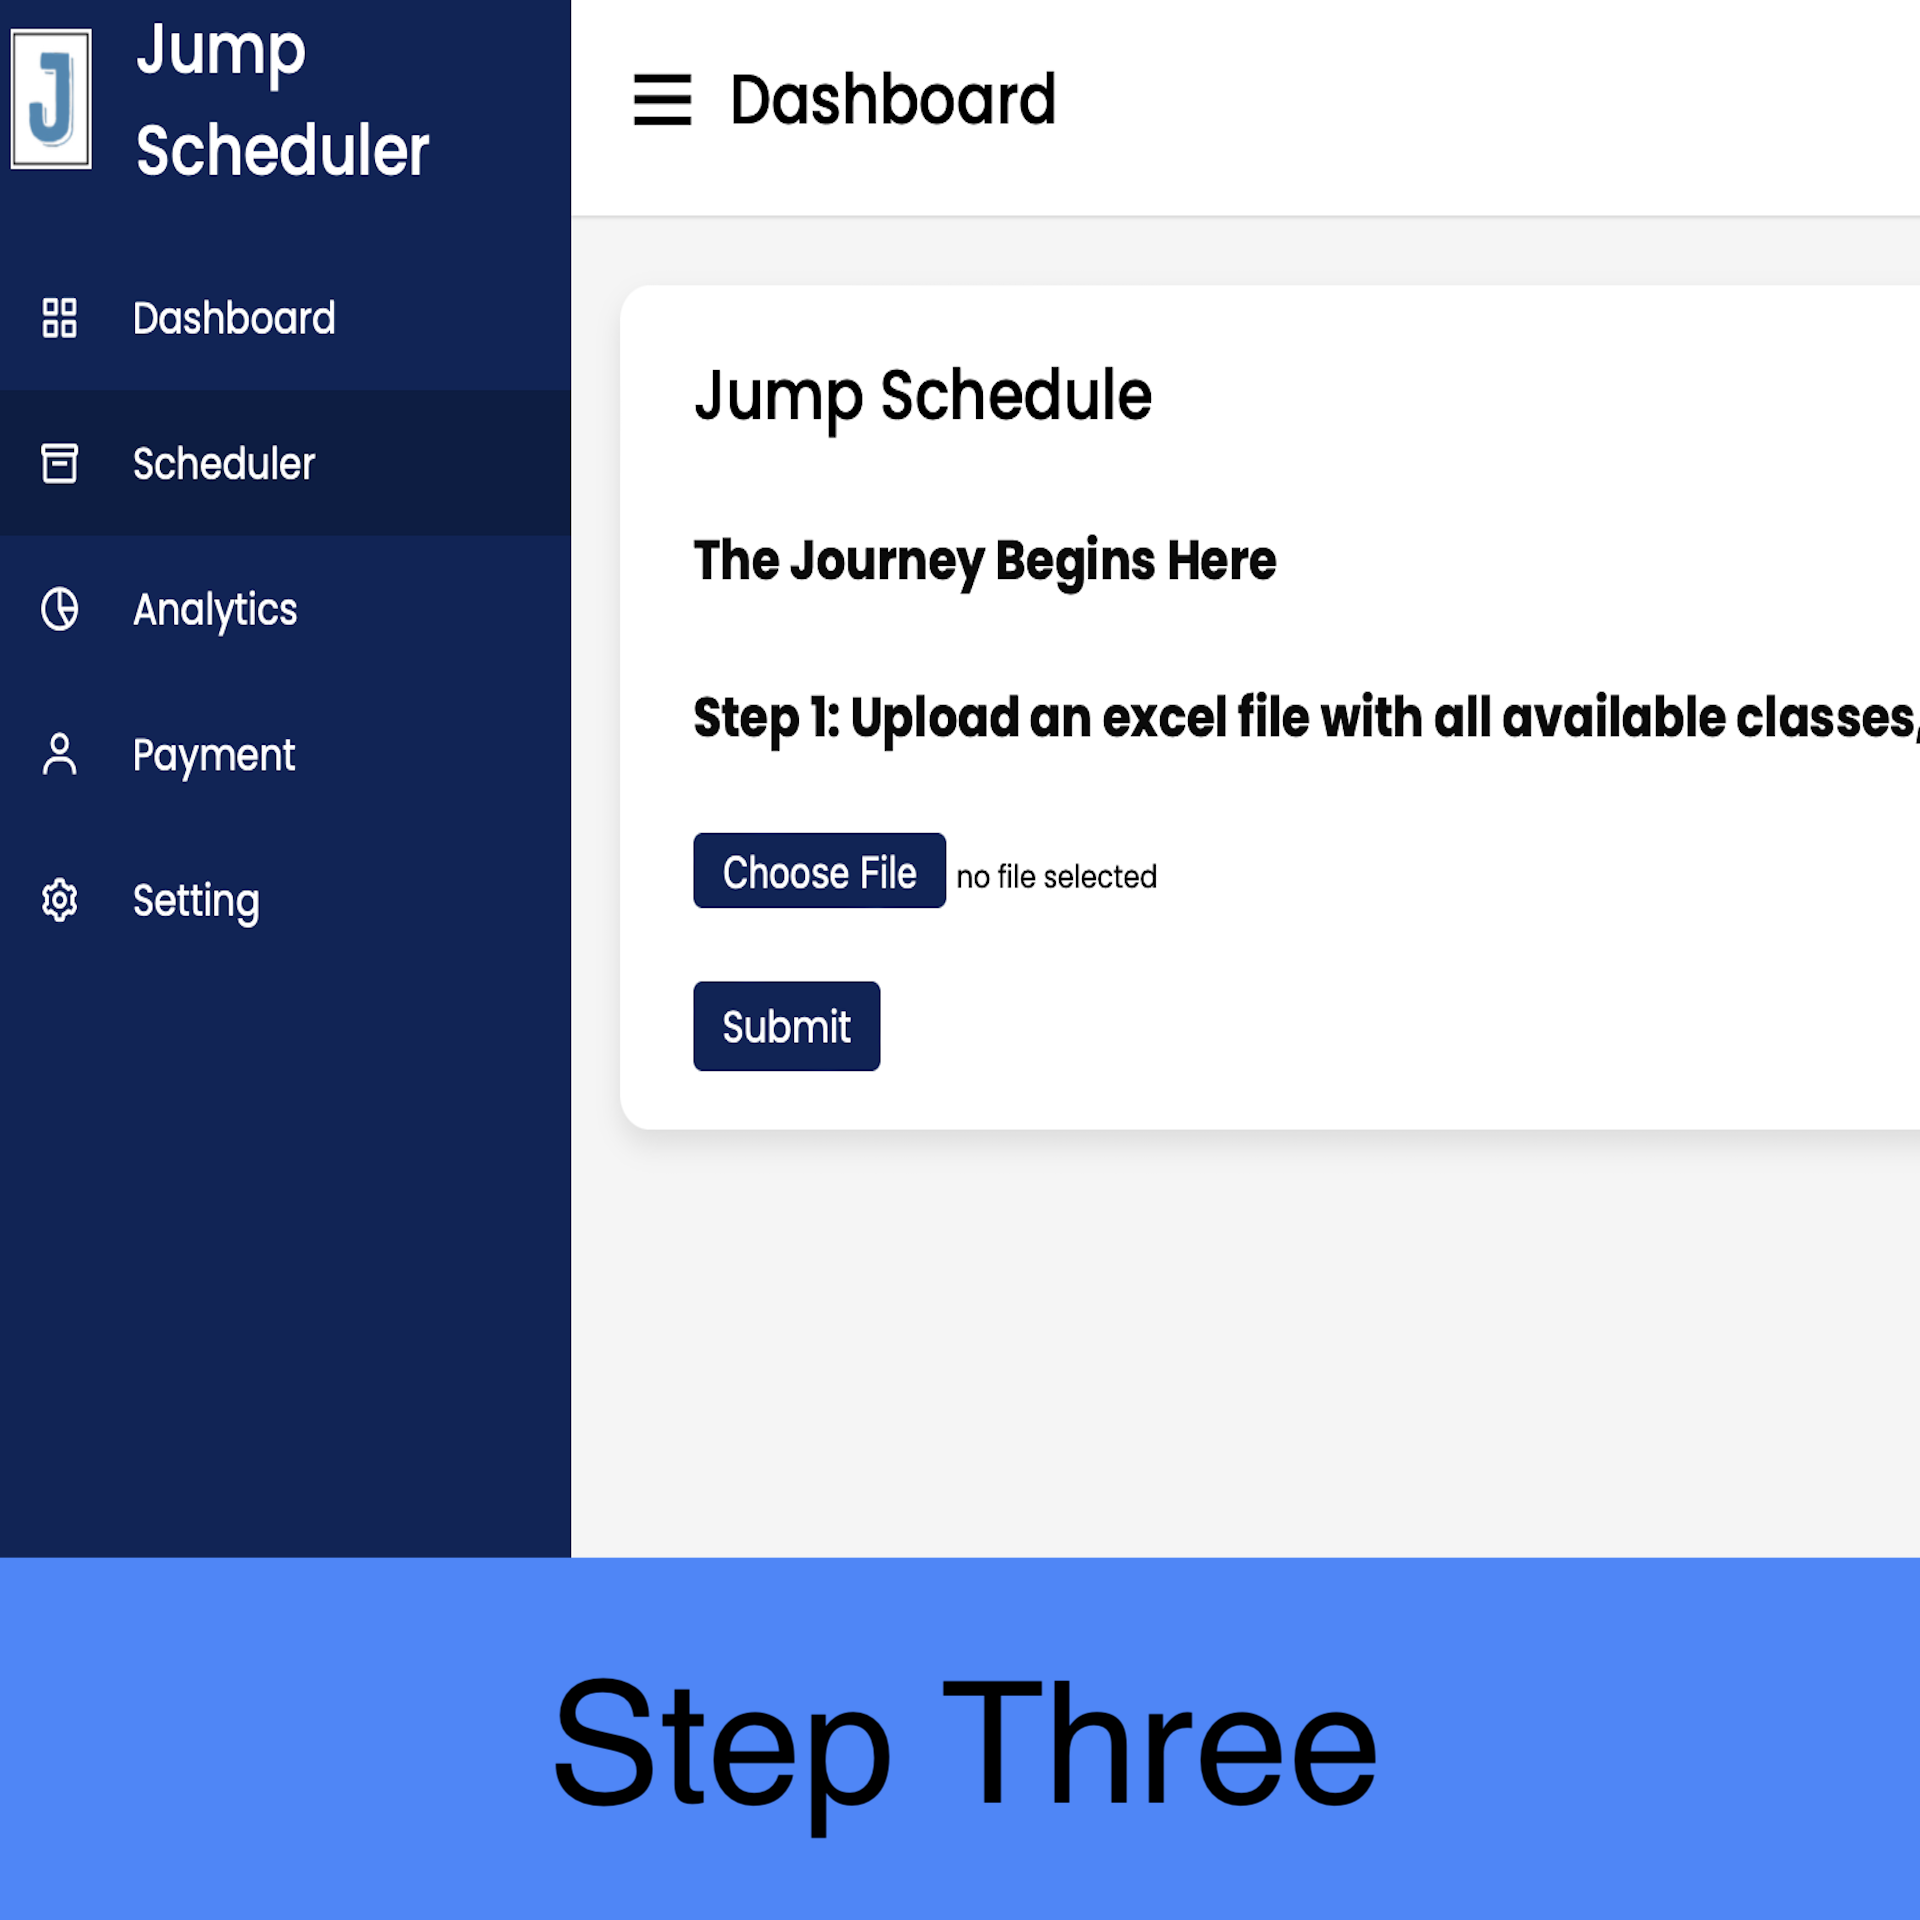 J
Jump
Scheduler
Dashboard
Scheduler
Analytics
Payment
Setting
Dashboard
Jump Schedule
The Journey Begins Here
Step 1: Upload an excel file with all available classes,
Choose File no file selected
Submit
Step Three